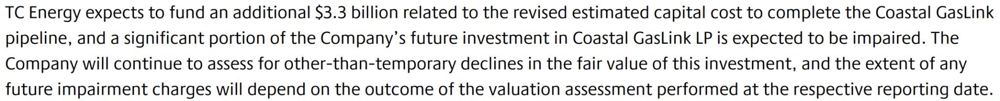 TC Energy expects to fund an additional $3.3 billion related to the revised estimated capital cost to complete the Coastal GasLink
pipeline, and a significant portion of the Company’s future investment in Coastal GasLink LP is expected to be impaired. The
Company will continue to assess for other-than-temporary declines in the fair value of this investment, and the extent of any
future impairment charges will depend on the outcome of the valuation assessment performed at the respective reporting date.